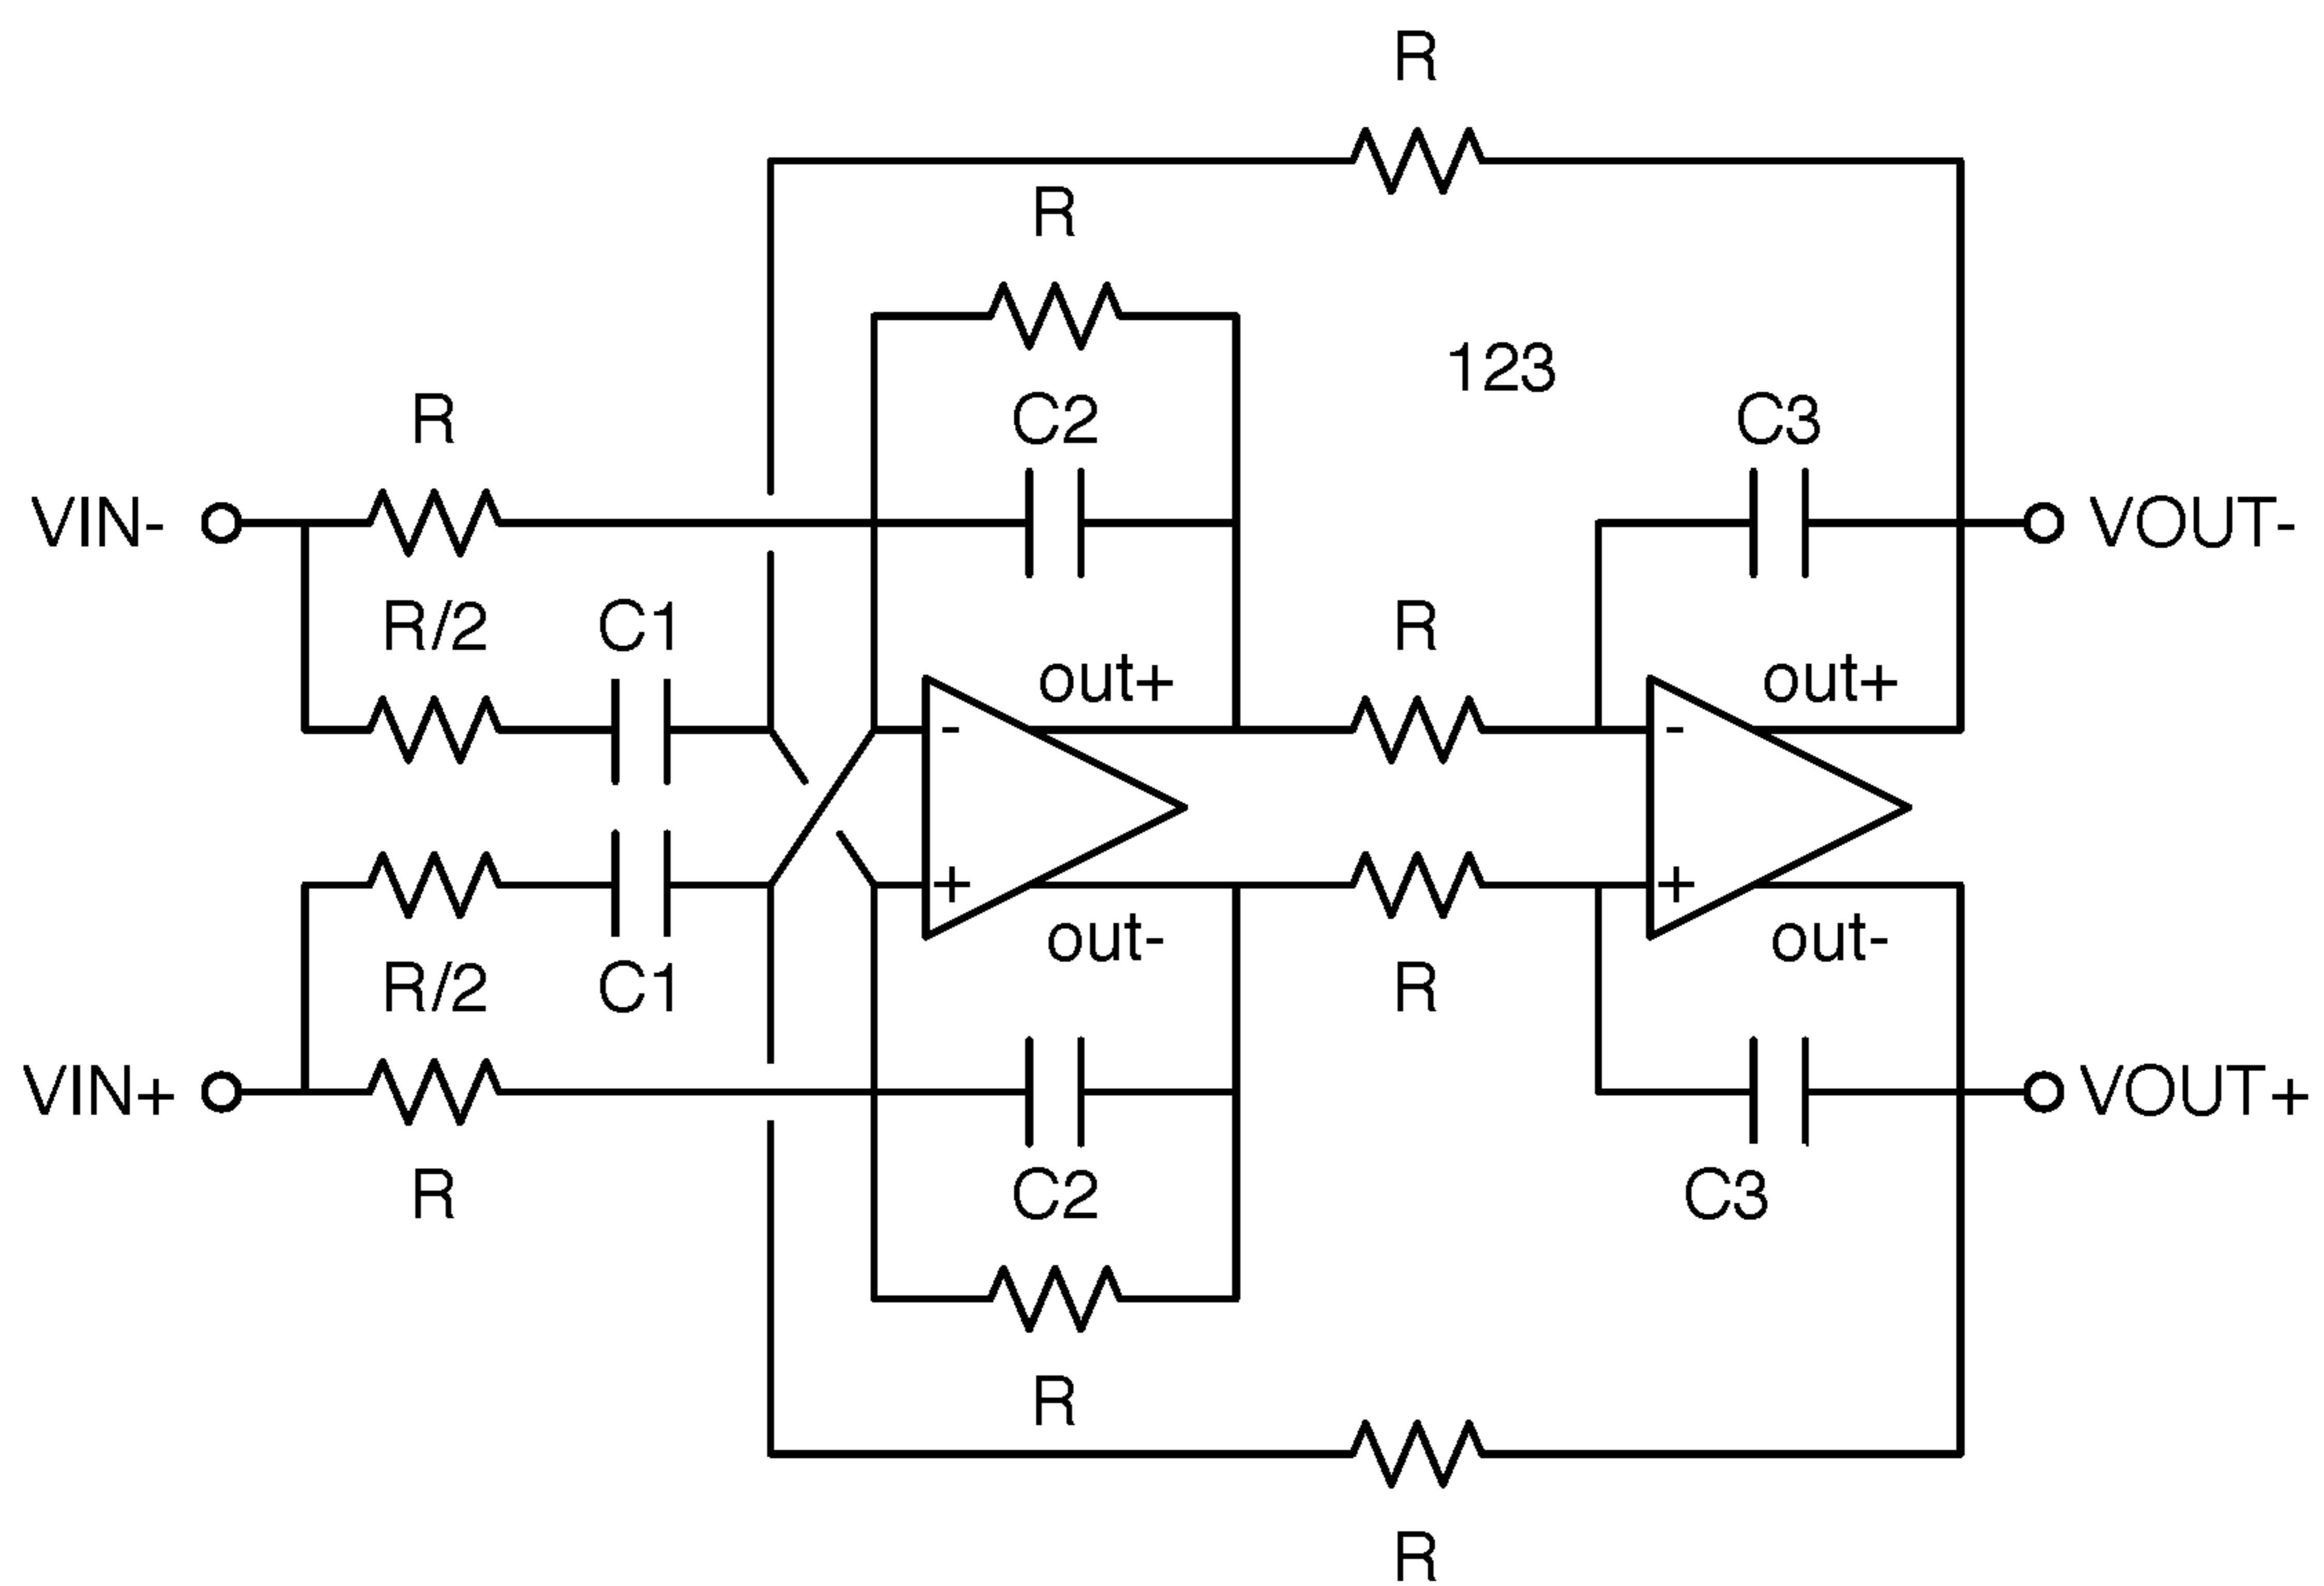 R
R
123
R
C2
C3
VIN-
VOUT-
R/2
C1
R
out+
out+
-
-
+
+
out-
out-
R/2
C1
R
VIN+
VOUT+
R
C2
C3
R
R